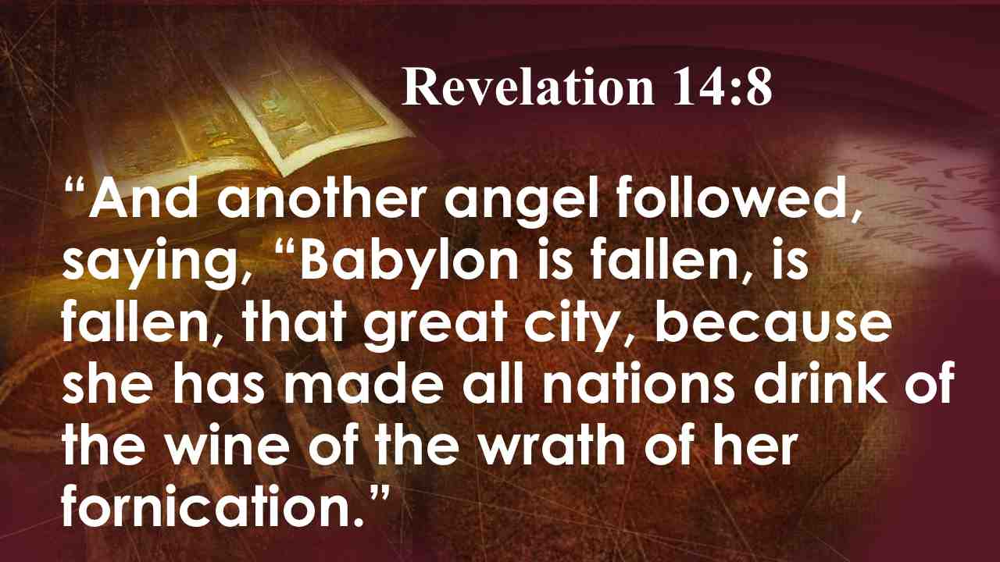 Revelation 14:8
“And another angel followed,
saying, “Babylon is fallen, is
fallen, that great city, because
she has made all nations drink of
the wine of the wrath of her
fornication.”